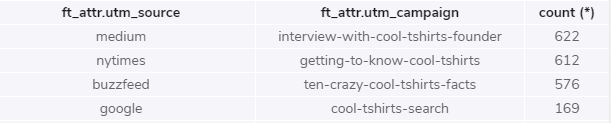 ft_attr.utm_source ft_attr.utm_campaign count (*)
medium interview-with-cool-tshirts-founder 622
nytimes getting-to-know-cool-tshirts 612
buzzfeed ten-crazy-cool-tshirts-facts 576
google cool-tshirts-search 169